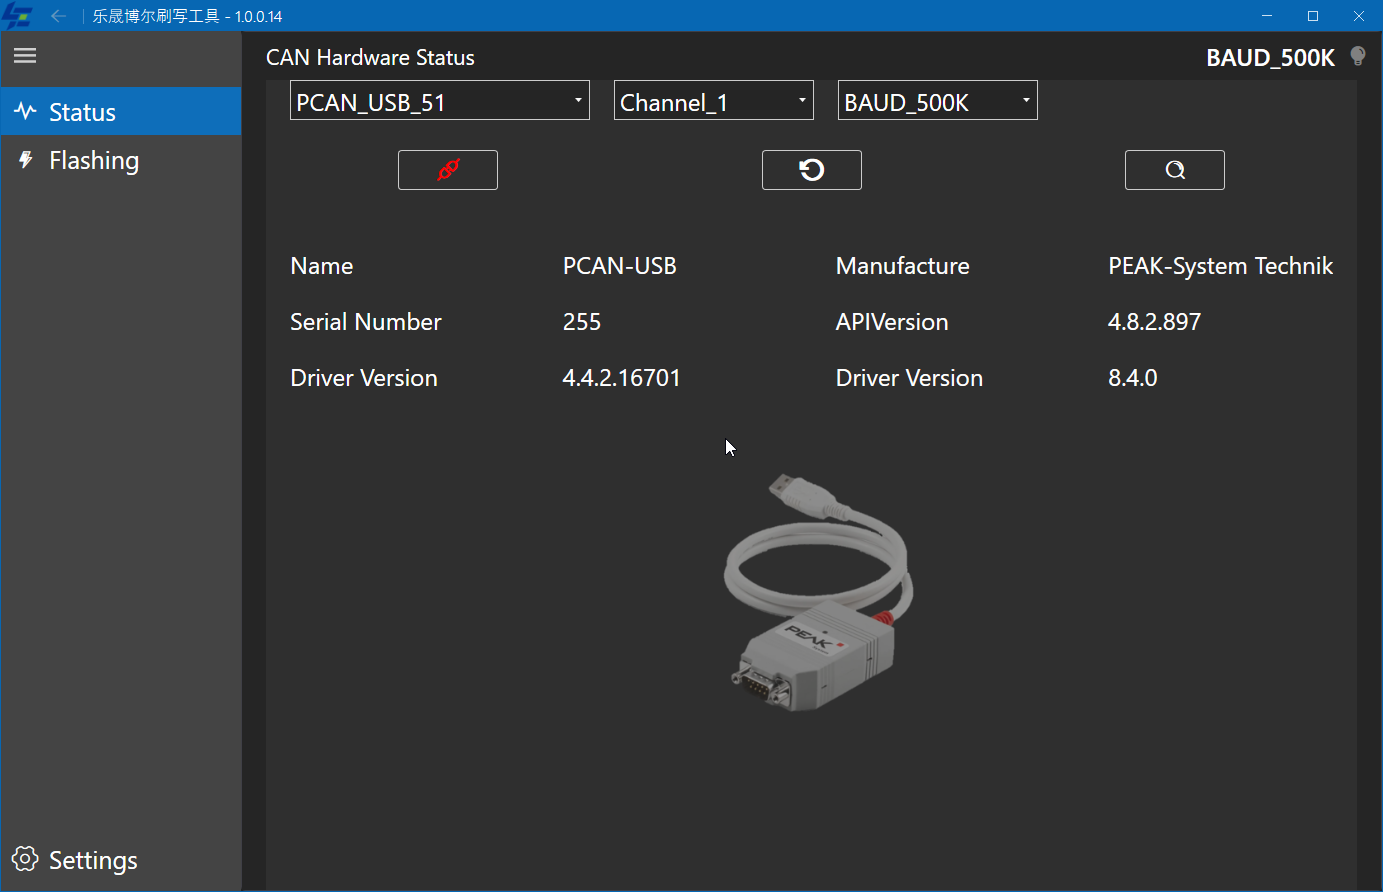 乐晟博尔刷写工具 - 1.0.0.14
CAN Hardware Status
BAUD_500K
PCAN_USB_51
Channel_1
BAUD_500K
Status
Flashing
Name
PCAN-USB
Manufacture
PEAK-System Technik
Serial Number
255
APIVersion
4.8.2.897
Driver Version
4.4.2.16701
Driver Version
8.4.0
PEAK
Settings